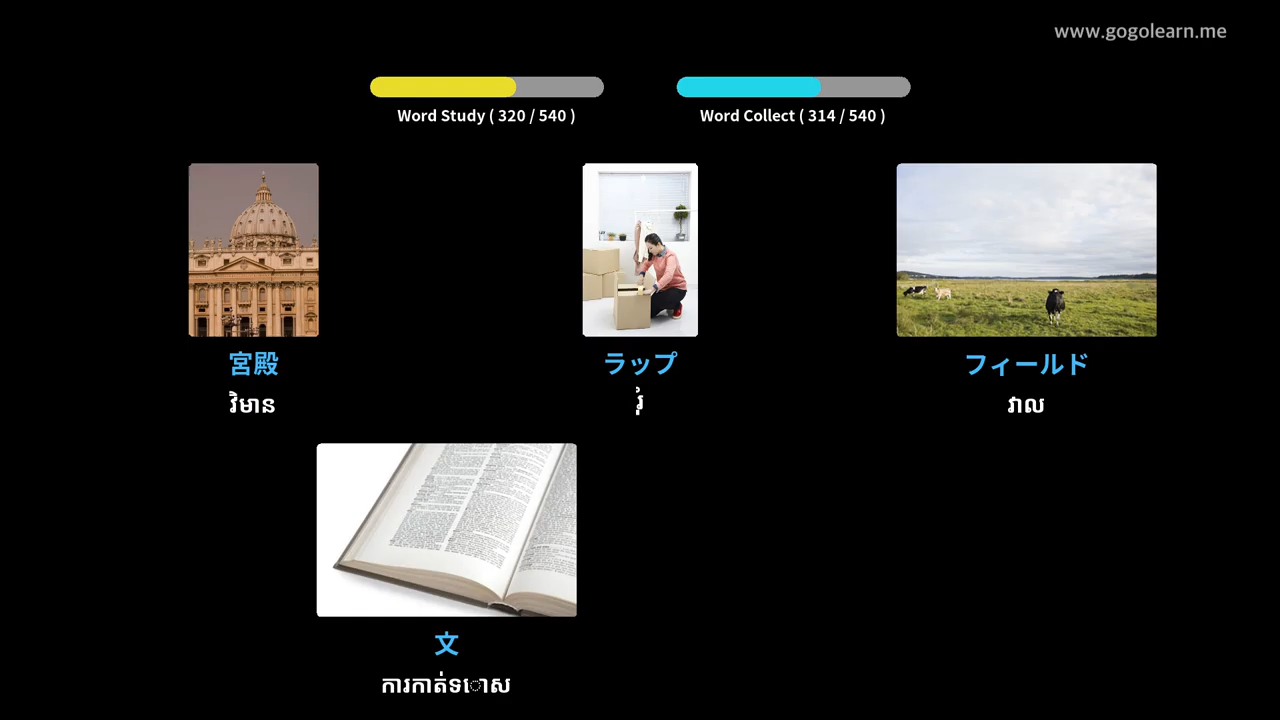 www.gogolearn.me
Word Study ( 320 / 540 )
Word Collect ( 314 / 540 )
宮殿
ラップ
フィールド
វិមាន
រុំ
វាល
文
ការកាត់ទោស